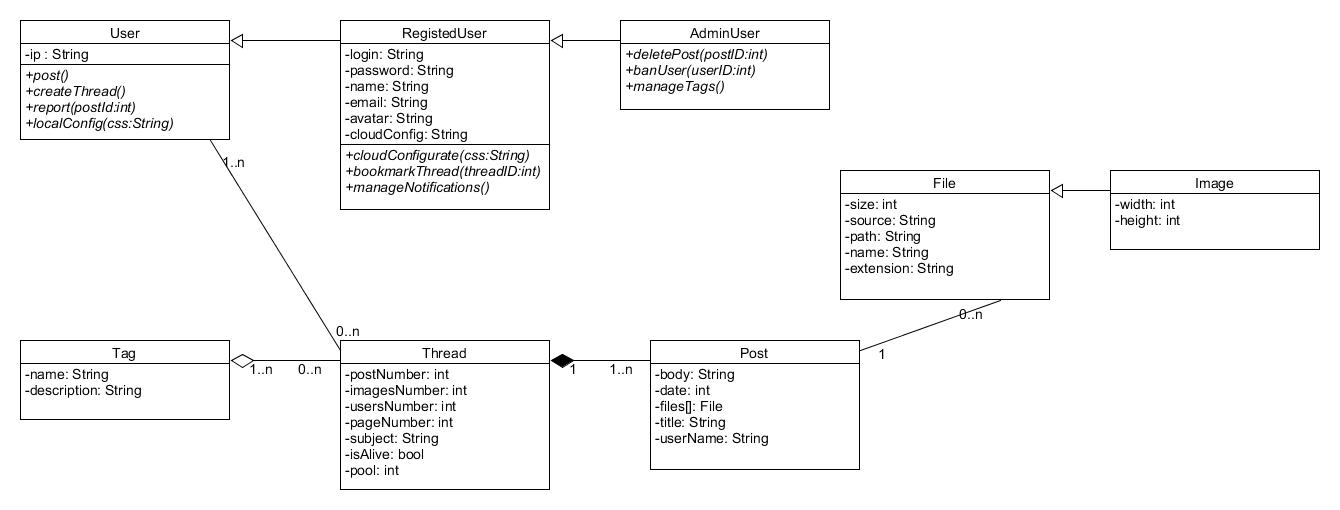 User
-ip : String
+post()
+createThread()
+report(postId:int)
+localConfig(css:String)
RegistedUser
-login: String
-password: String
-name: String
-email: String
-avatar: String
-cloudConfig: String
+cloudConfigurate(css:String)
+bookmarkThread(threadID:int)
+manageNotifications()
AdminUser
+deletePost(postID:int)
+banUser(userID:int)
+manageTags()
File
-size: int
-source: String
-path: String
-name: String
-extension: String
Image
-width: int
-height: int
1..n
0..n
0..n
1
Tag
-name: String
-description: String
1..n
0..n
Thread
-postNumber: int
-imagesNumber: int
-usersNumber: int
-pageNumber: int
-subject: String
-isAlive: bool
-pool: int
1
1..n
Post
-body: String
-date: int
-files[]: File
-title: String
-userName: String